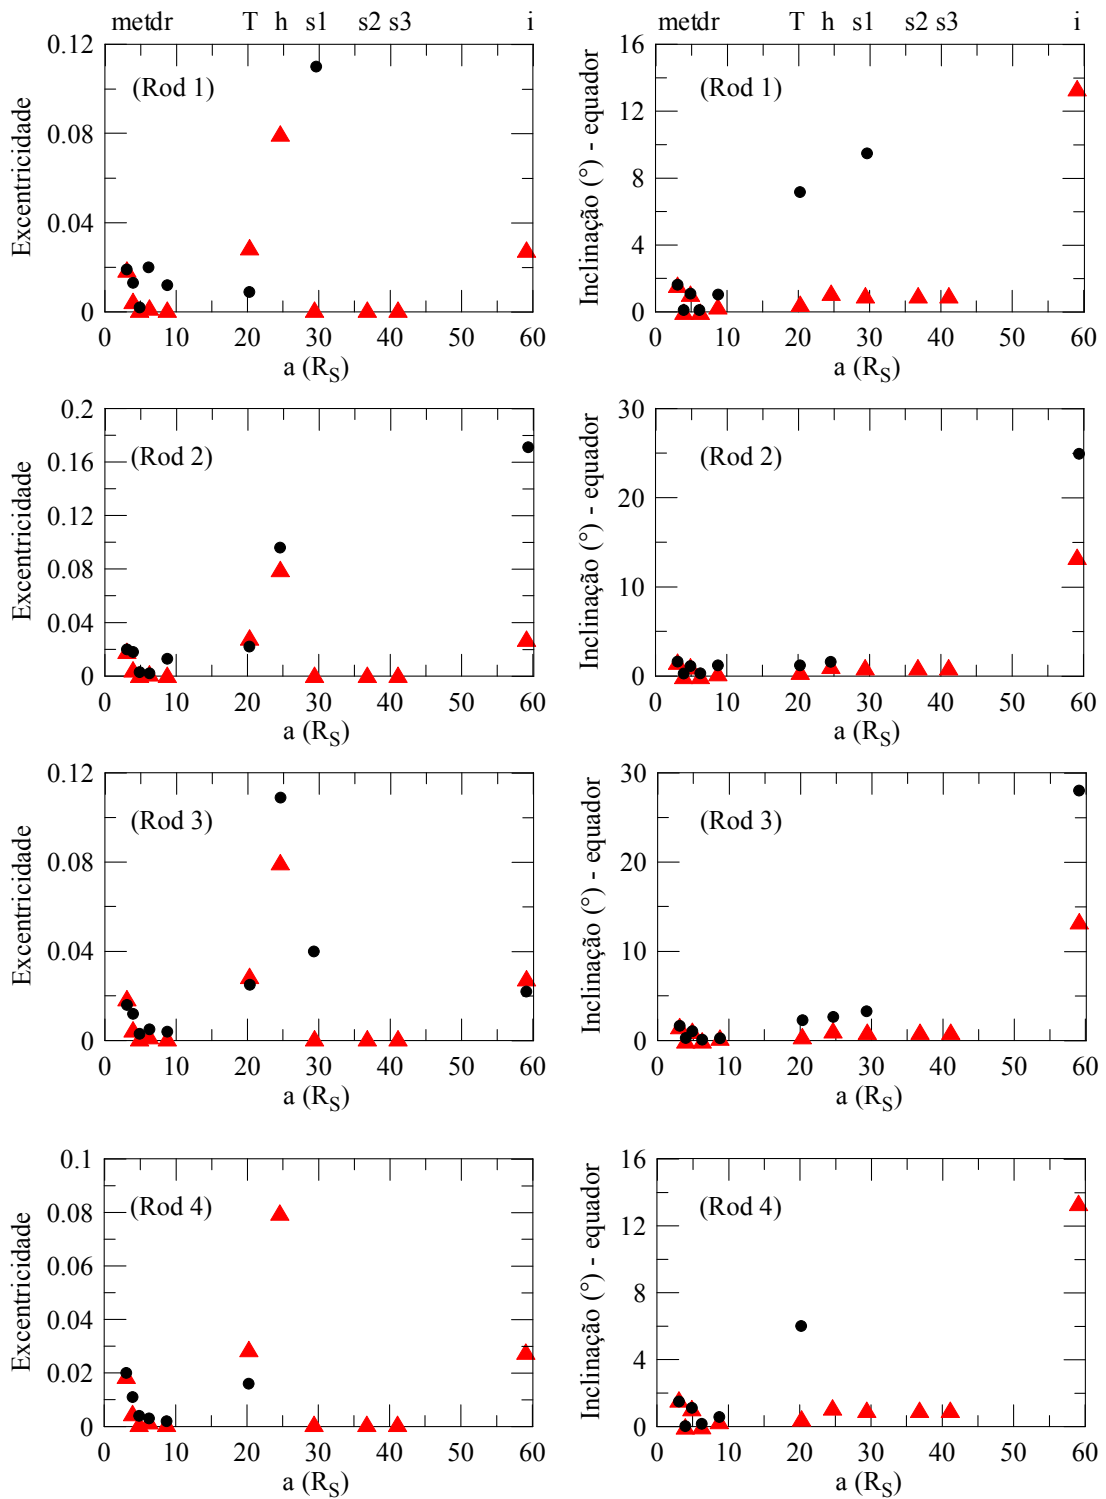 metdr T h s1 s2 s3 i
0.12
0.08
0.04
0
Excentricidade
(Rod 1)
0 10 20 30 40 50 60
a (RS)
metdr T h s1 s2 s3 i
16
12
8
4
0
Inclinação (°) - equador
(Rod 1)
0 10 20 30 40 50 60
a (RS)
0.2
0.16
0.12
0.08
0.04
0
Excentricidade
(Rod 2)
0 10 20 30 40 50 60
a (RS)
30
20
10
0
Inclinação (°) - equador
(Rod 2)
0 10 20 30 40 50 60
a (RS)
0.12
0.08
0.04
0
Excentricidade
(Rod 3)
0 10 20 30 40 50 60
a (RS)
30
20
10
0
Inclinação (°) - equador
(Rod 3)
0 10 20 30 40 50 60
a (RS)
0.1
0.08
0.06
0.04
0.02
0
Excentricidade
(Rod 4)
0 10 20 30 40 50 60
a (RS)
16
12
8
4
0
Inclinação (°) - equador
(Rod 4)
0 10 20 30 40 50 60
a (RS)